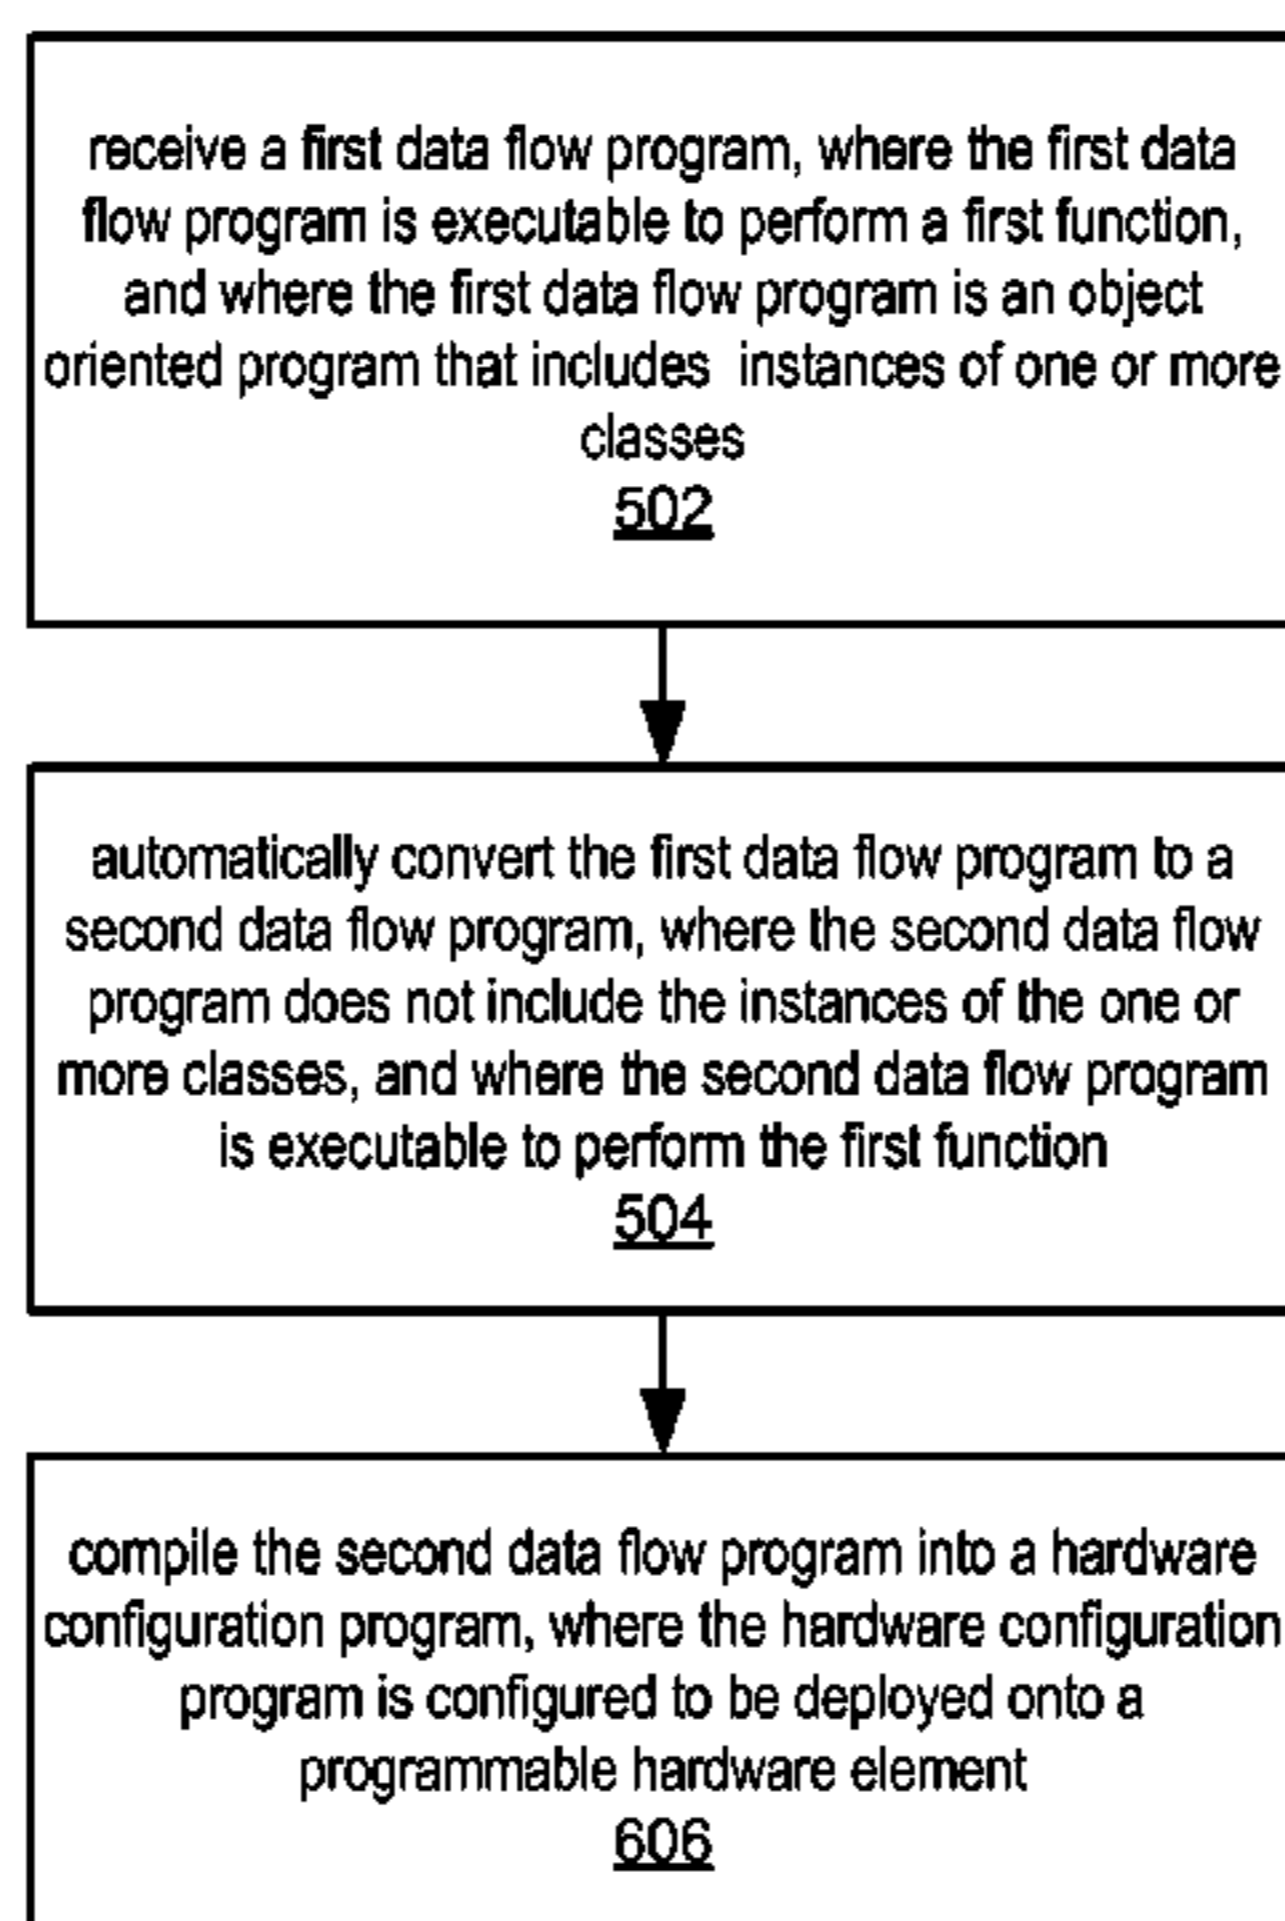 receive a first data flow program, where the first data
flow program is executable to perform a first function,
and where the first data flow program is an object
oriented program that includes instances of one or more
classes
502
automatically convert the first data flow program to a
second data flow program, where the second data flow
program does not include the instances of the one or
more classes, and where the second data flow program
is executable to perform the first function
504
compile the second data flow program into a hardware
configuration program, where the hardware configuration
program is configured to be deployed onto a
programmable hardware element
606